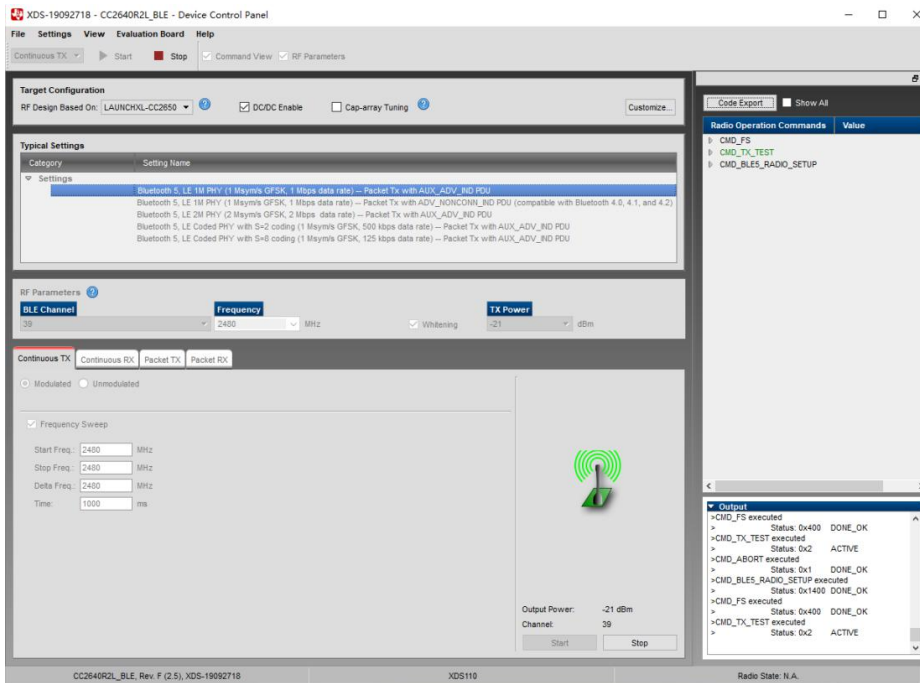 XDS-19092718 - CC2640R2L_BLE - Device Control Panel
File Settings View Evaluation Board Help
Continuous TX Start Stop Command View RF Parameters
Target Configuration
RF Design Based On: LAUNCHXL-CC2650 DC/DC Enable Cap-array Tuning Customize...
Typical Settings
Category Setting Name
Settings
Bluetooth 5, LE 1M PHY (1 Msym/s GFSK, 1 Mbps data rate) -- Packet Tx with AUX_ADV_IND PDU
Bluetooth 5, LE 1M PHY (1 Msym/s GFSK, 1 Mbps data rate) -- Packet Tx with ADV_NONCONN_IND PDU (compatible with Bluetooth 4.0, 4.1, and 4.2)
Bluetooth 5, LE 2M PHY (2 Msym/s GFSK, 2 Mbps data rate) -- Packet Tx with AUX_ADV_IND PDU
Bluetooth 5, LE Coded PHY with S=2 coding (1 Msym/s GFSK, 500 kbps data rate) -- Packet Tx with AUX_ADV_IND PDU
Bluetooth 5, LE Coded PHY with S=8 coding (1 Msym/s GFSK, 125 kbps data rate) -- Packet Tx with AUX_ADV_IND PDU
RF Parameters
BLE Channel Frequency TX Power
39 2480 MHz Whitening -21 dBm
Continuous TX Continuous RX Packet TX Packet RX
Modulated Unmodulated
Frequency Sweep
Start Freq.: 2480 MHz
Stop Freq.: 2480 MHz
Delta Freq.: 2480 MHz
Time: 1000 ms
Output Power: -21 dBm
Channel: 39
Start Stop
Code Export Show All
Radio Operation Commands Value
CMD_FS
CMD_TX_TEST
CMD_BLE5_RADIO_SETUP
Output
>CMD_FS executed
> Status: 0x400 DONE_OK
>CMD_TX_TEST executed
> Status: 0x2 ACTIVE
>CMD_ABORT executed
> Status: 0x1 DONE_OK
>CMD_BLE5_RADIO_SETUP executed
> Status: 0x1400 DONE_OK
>CMD_FS executed
> Status: 0x400 DONE_OK
>CMD_TX_TEST executed
> Status: 0x2 ACTIVE
CC2640R2L_BLE, Rev. F (2.5), XDS-19092718 XDS110 Radio State: N.A.